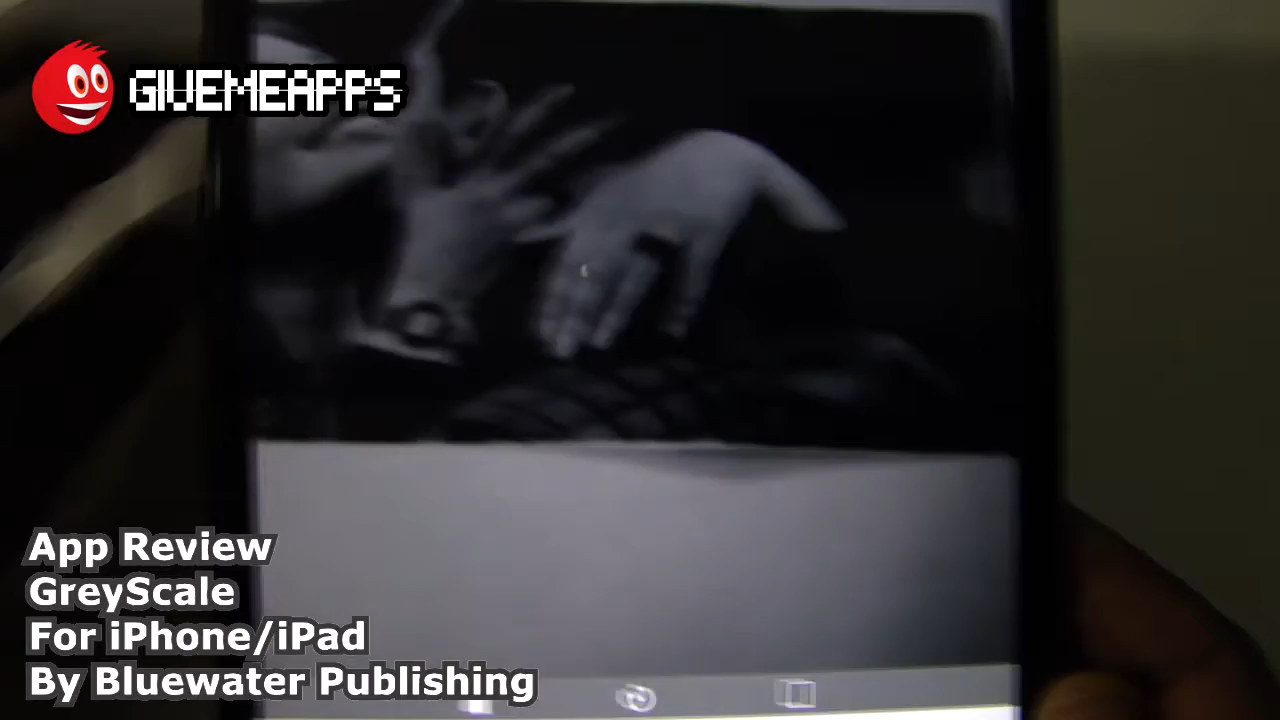 GIVEMEAPPS
App Review
GreyScale
For iPhone/iPad
By Bluewater Publishing